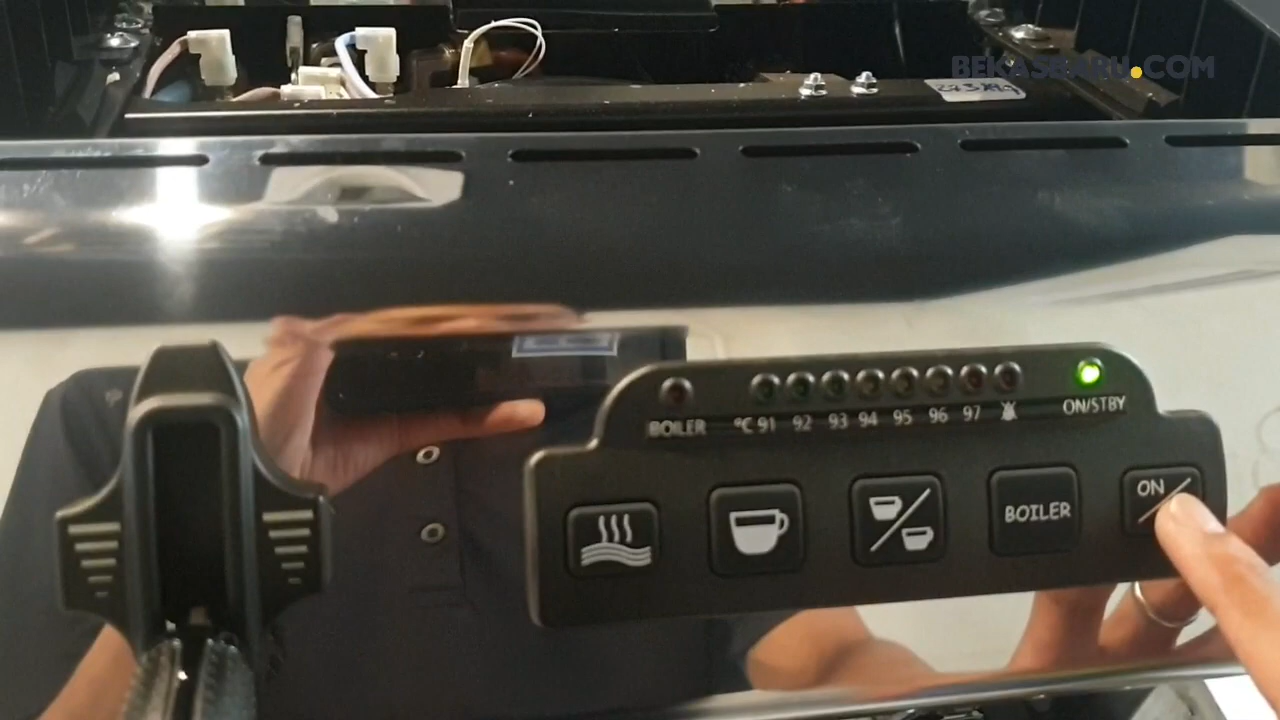 BEKASBARU.COM
BOILER
°C 91 92 93 94 95 96 97
ON/STBY
BOILER
ON